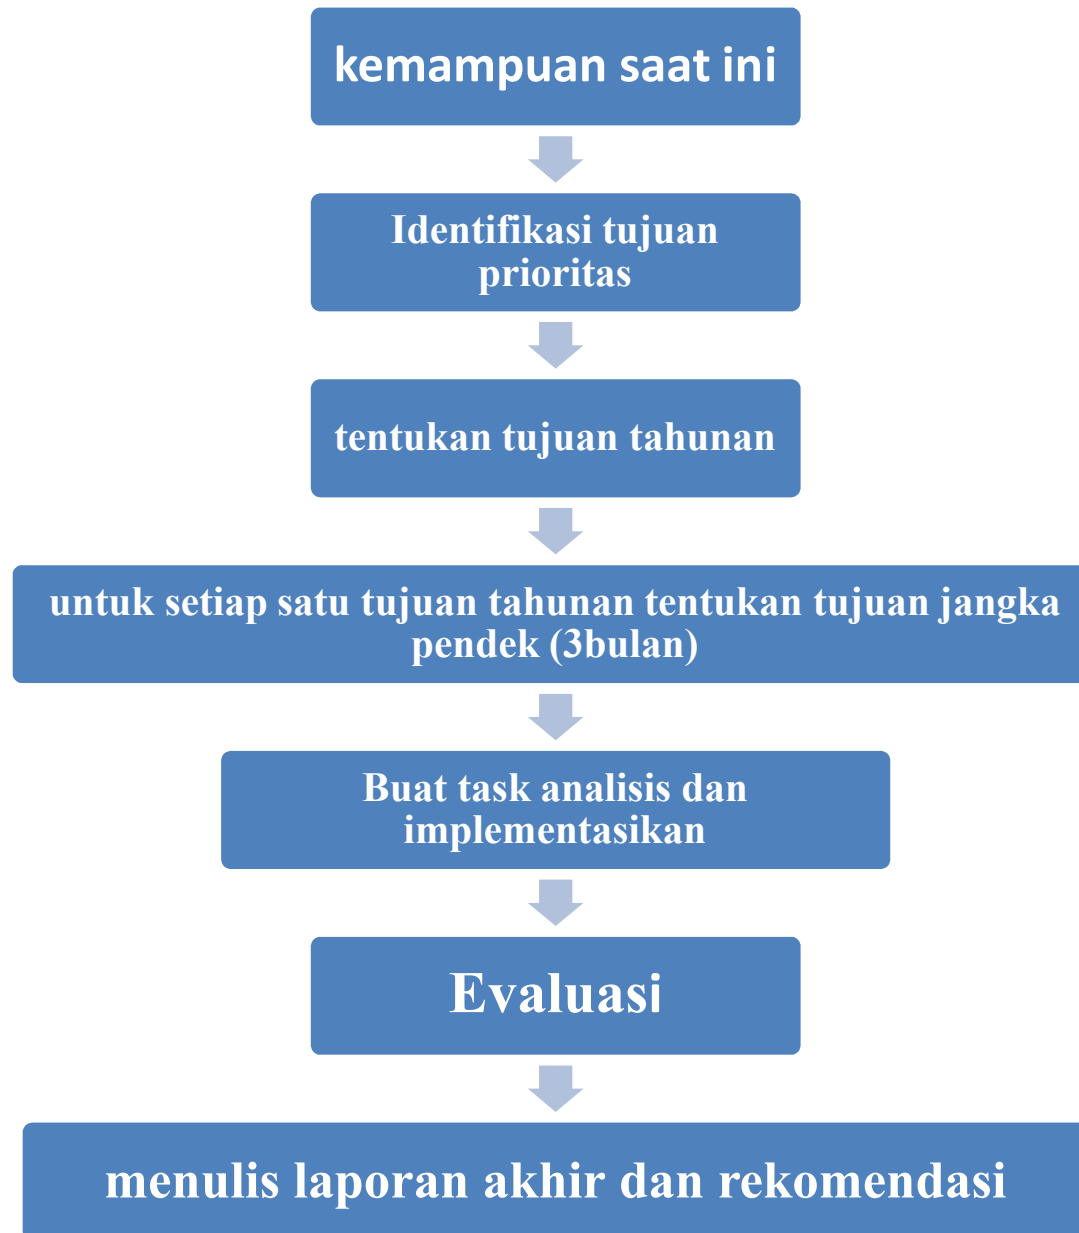 kemampuan saat ini
Identifikasi tujuan
prioritas
tentukan tujuan tahunan
untuk setiap satu tujuan tahunan tentukan tujuan jangka
pendek (3bulan)
Buat task analisis dan
implementasikan
Evaluasi
menulis laporan akhir dan rekomendasi